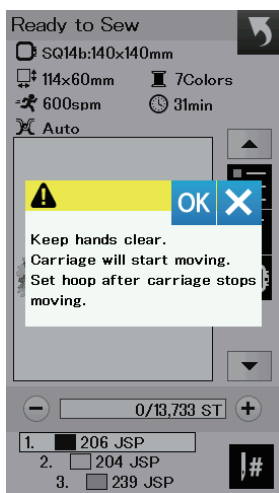 Ready to Sew
SQ14b:140×140mm
114×60mm 7Colors
600spm 31min
Auto
OK
Keep hands clear.
Carriage will start moving.
Set hoop after carriage stops
moving.
0/13,733 ST
1. 206 JSP
2. 204 JSP
3. 239 JSP
#